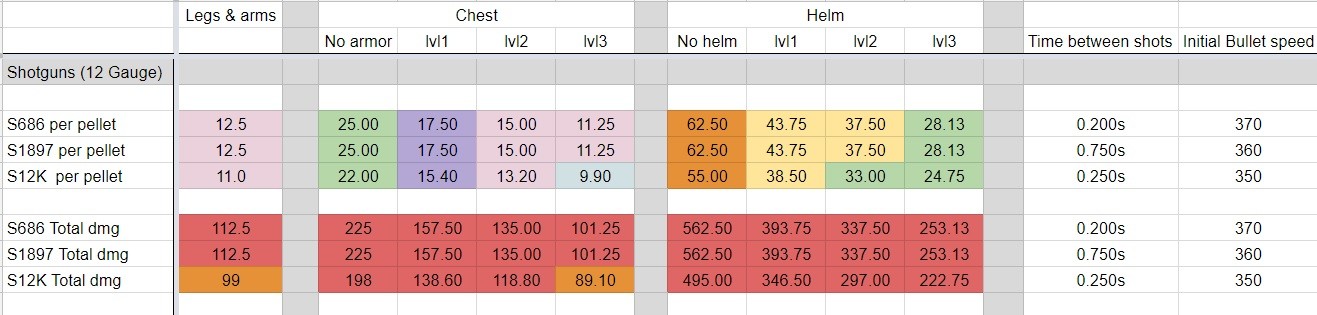 Legs & arms Chest Helm
No armor lvl1 lvl2 lvl3 No helm lvl1 lvl2 lvl3 Time between shots Initial Bullet speed
Shotguns (12 Gauge)
S686 per pellet 12.5 25.00 17.50 15.00 11.25 62.50 43.75 37.50 28.13 0.200s 370
S1897 per pellet 12.5 25.00 17.50 15.00 11.25 62.50 43.75 37.50 28.13 0.750s 360
S12K per pellet 11.0 22.00 15.40 13.20 9.90 55.00 38.50 33.00 24.75 0.250s 350
S686 Total dmg 112.5 225 157.50 135.00 101.25 562.50 393.75 337.50 253.13 0.200s 370
S1897 Total dmg 112.5 225 157.50 135.00 101.25 562.50 393.75 337.50 253.13 0.750s 360
S12K Total dmg 99 198 138.60 118.80 89.10 495.00 346.50 297.00 222.75 0.250s 350